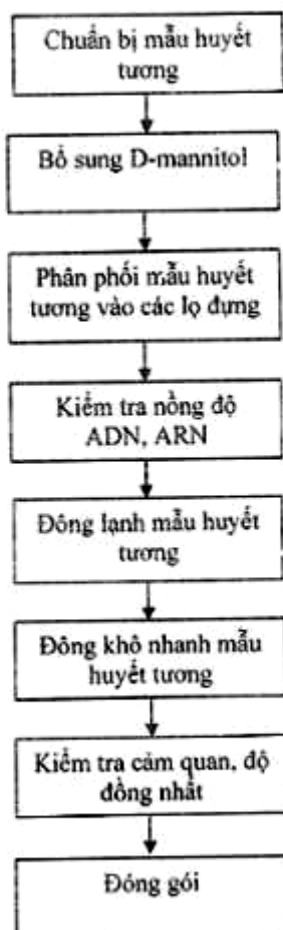 Chuẩn bị mẫu huyết
tương
Bổ sung D-mannitol
Phân phối mẫu huyết
tương vào các lọ đựng
Kiểm tra nồng độ
ADN, ARN
Đông lạnh mẫu huyết
tương
Đông khô nhanh mẫu
huyết tương
Kiểm tra cảm quan, độ
đồng nhất
Đóng gói